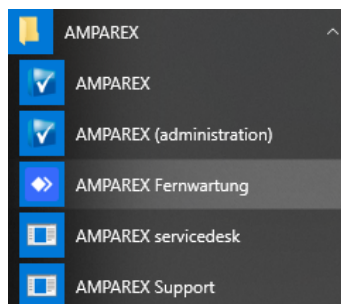 AMPAREX
AMPAREX
AMPAREX (administration)
AMPAREX Fernwartung
AMPAREX servicedesk
AMPAREX Support